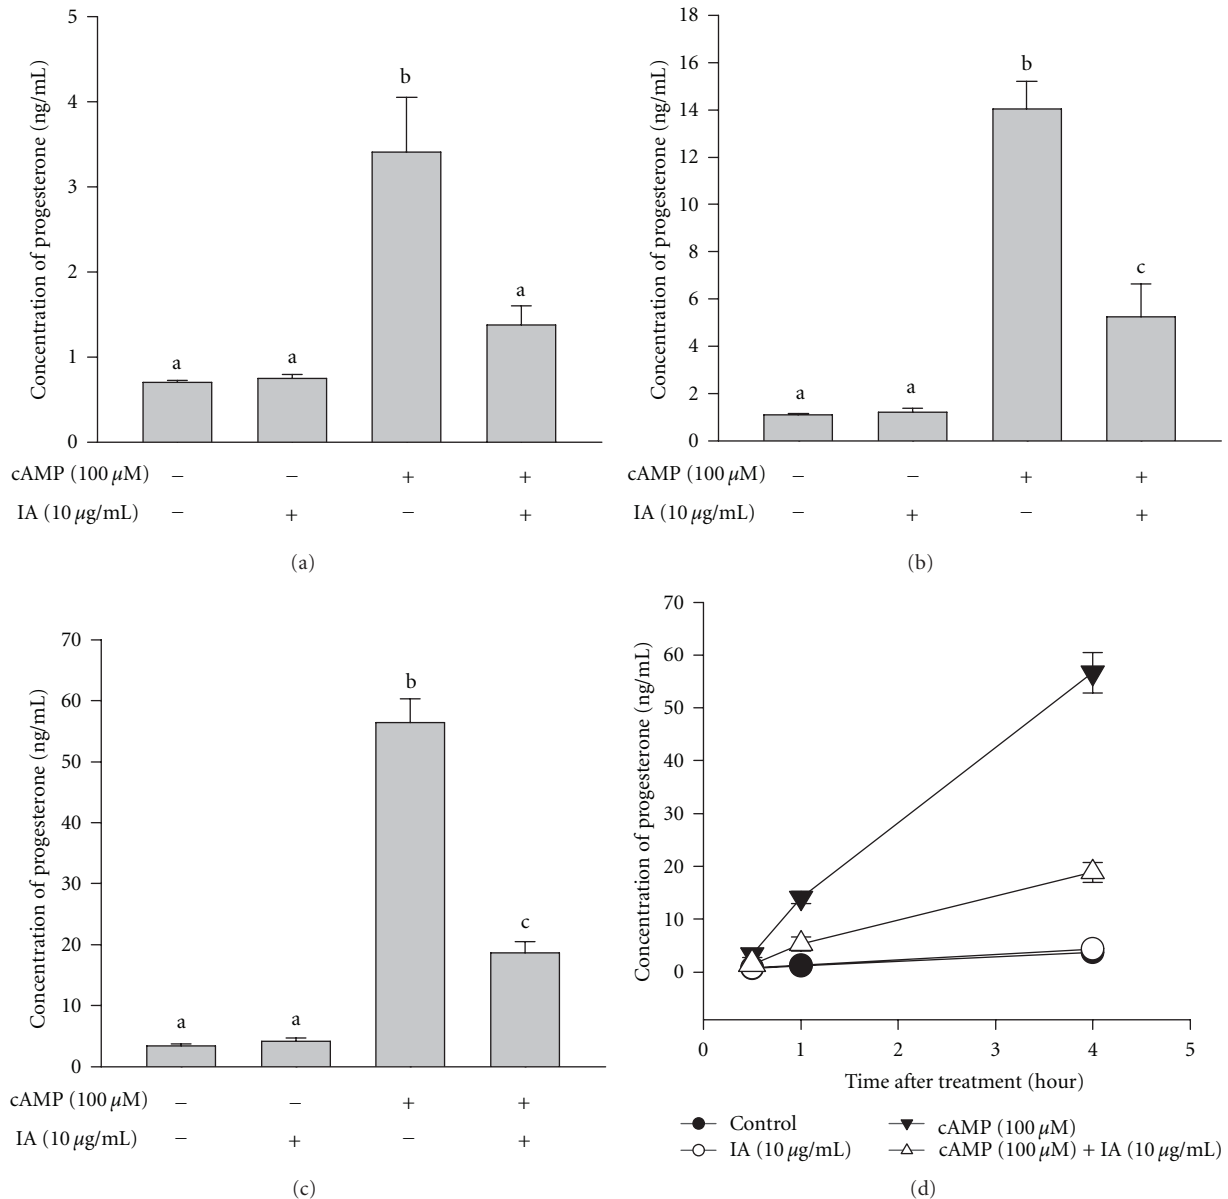 Concentration of progesterone (ng/mL)
5
4
3
2
1
0
a
a
b
a
cAMP (100 μM) − − + +
IA (10 μg/mL) − + − +
(a)
Concentration of progesterone (ng/mL)
18
16
14
12
10
8
6
4
2
0
a
a
b
c
cAMP (100 μM) − − + +
IA (10 μg/mL) − + − +
(b)
Concentration of progesterone (ng/mL)
70
60
50
40
30
20
10
0
a
a
b
c
cAMP (100 μM) − − + +
IA (10 μg/mL) − + − +
(c)
Concentration of progesterone (ng/mL)
70
60
50
40
30
20
10
0
0 1 2 3 4 5
Time after treatment (hour)
Control
IA (10 μg/mL)
cAMP (100 μM)
cAMP (100 μM) + IA (10 μg/mL)
(d)